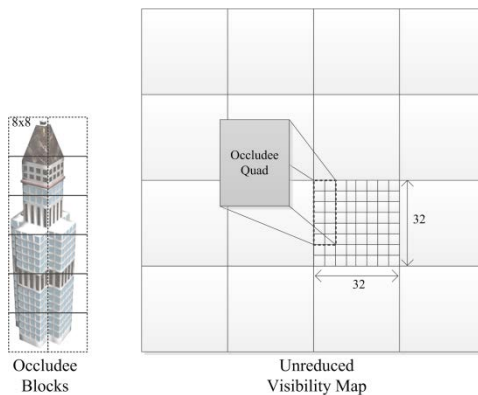 8x8
Occludee
Quad
32
32
Occludee
Blocks
Unreduced
Visibility Map